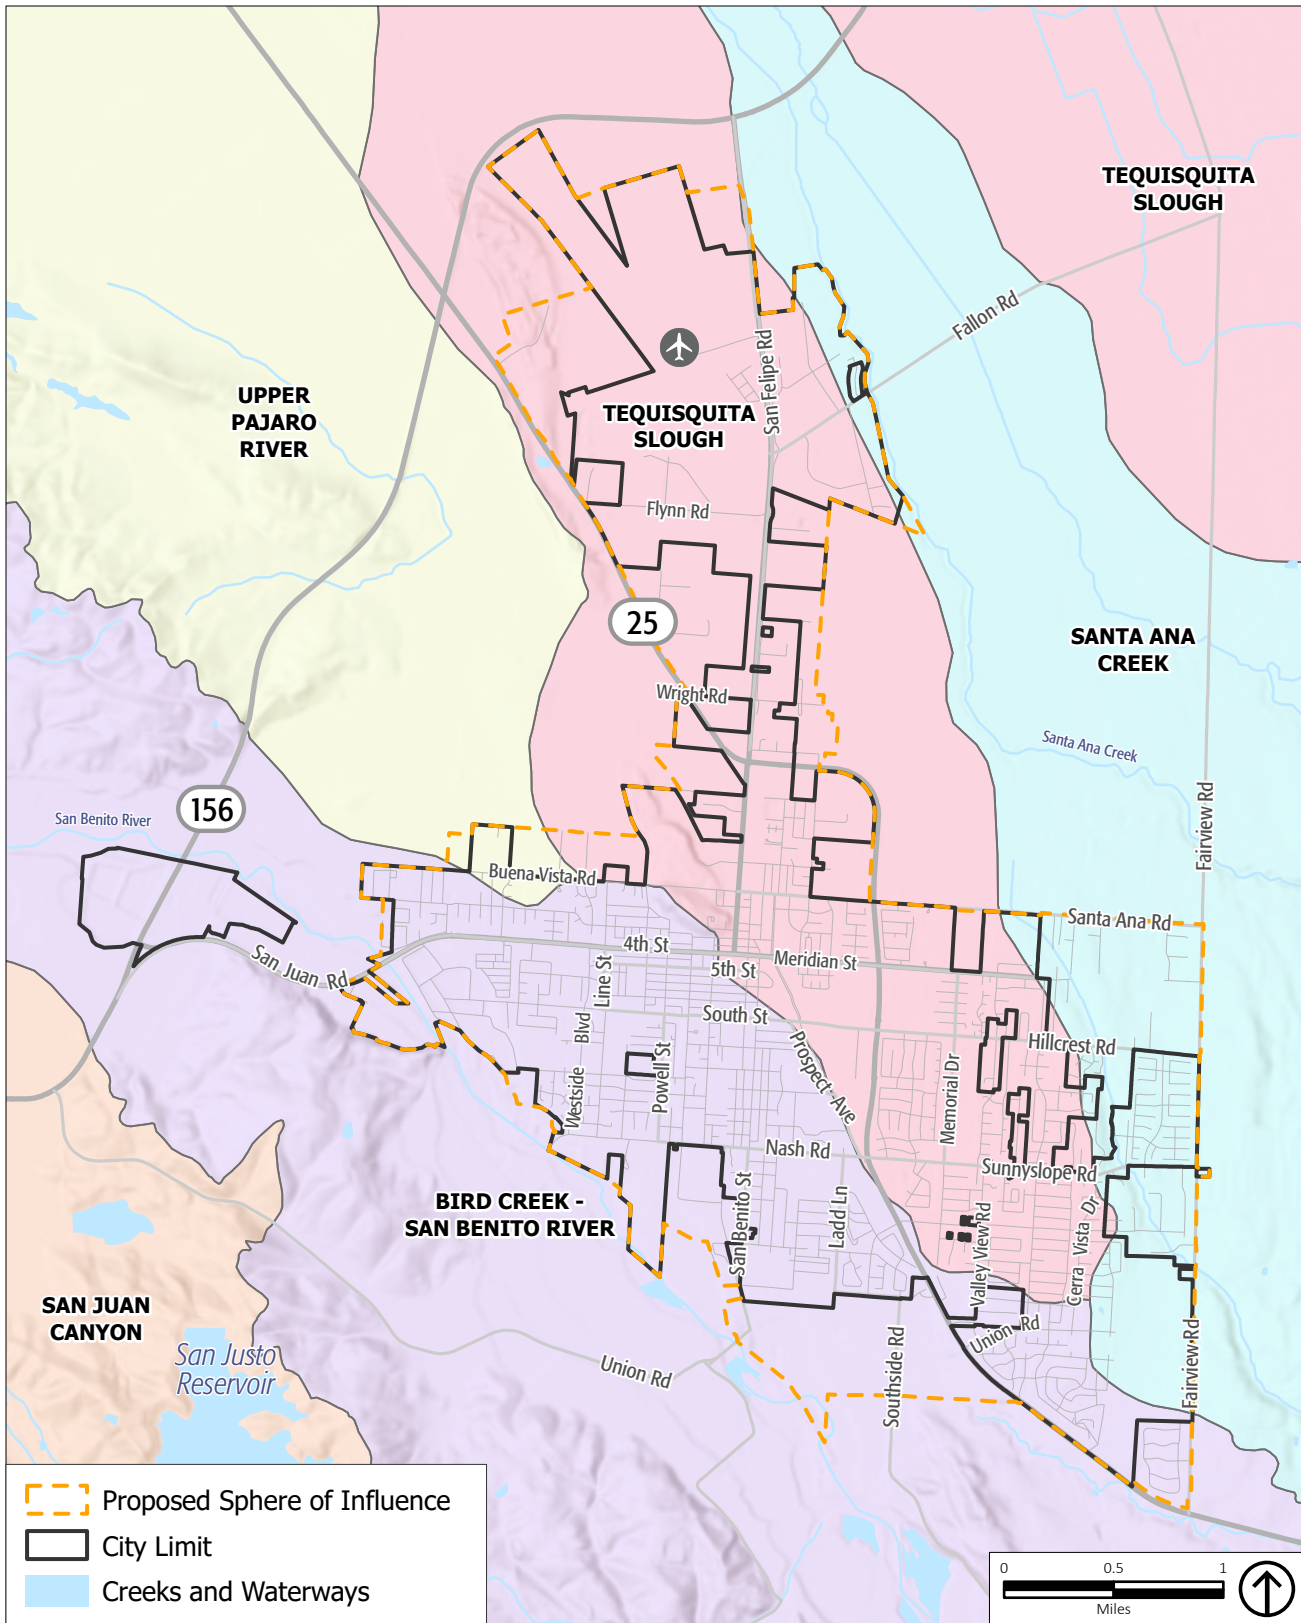 TEQUISQUITA
SLOUGH
Fallon Rd
San Felipe Rd
UPPER
PAJARO
RIVER
TEQUISQUITA
SLOUGH
Flynn Rd
25
SANTA ANA
CREEK
Wright Rd
Santa Ana Creek
156
San Benito River
Fairview Rd
Buena Vista Rd
Santa Ana Rd
4th St
Meridian St
San Juan Rd
Line St
5th St
South St
Westside Blvd
Powell St
Prospect Ave
Hillcrest Rd
Memorial Dr
Nash Rd
Sunnyslope Rd
BIRD CREEK -
SAN BENITO RIVER
San Benito St
Ladd Ln
Valley View Rd
Cerra Vista Dr
SAN JUAN
CANYON
San Justo
Reservoir
Union Rd
Union Rd
Southside Rd
Fairview Rd
Proposed Sphere of Influence
City Limit
Creeks and Waterways
0 0.5 1
Miles